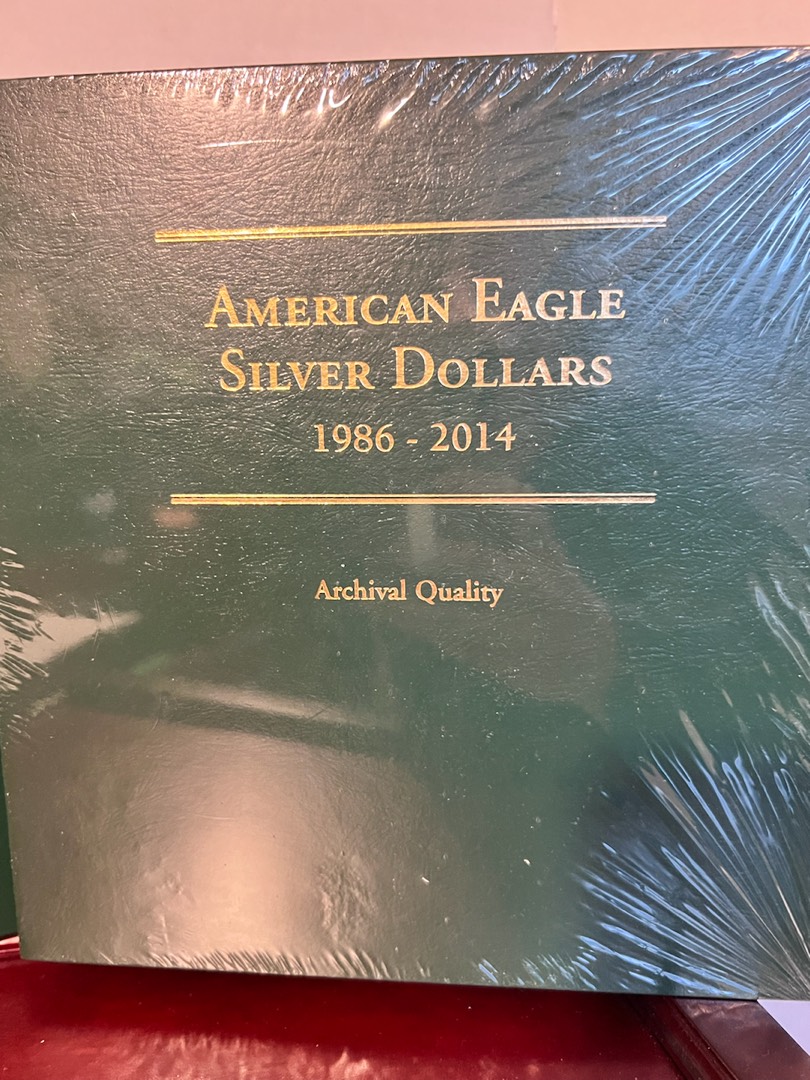 American Eagle
Silver Dollars
1986 - 2014
Archival Quality